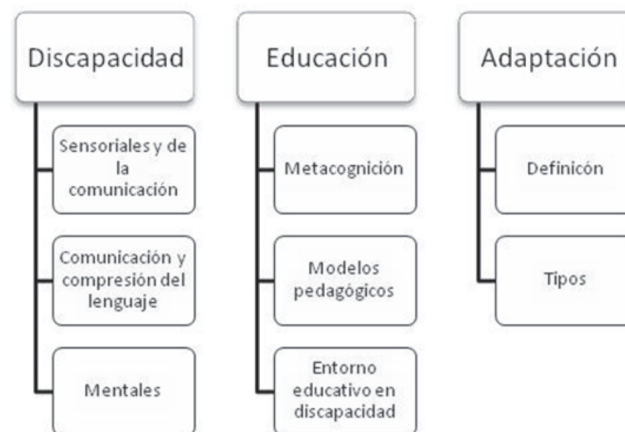 Discapacidad
Sensoriales y de
la
comunicación
Comunicación y
compresión del
lenguaje
Mentales
Educación
Metacognición
Modelos
pedagógicos
Entorno
educativo en
discapacidad
Adaptación
Definicón
Tipos